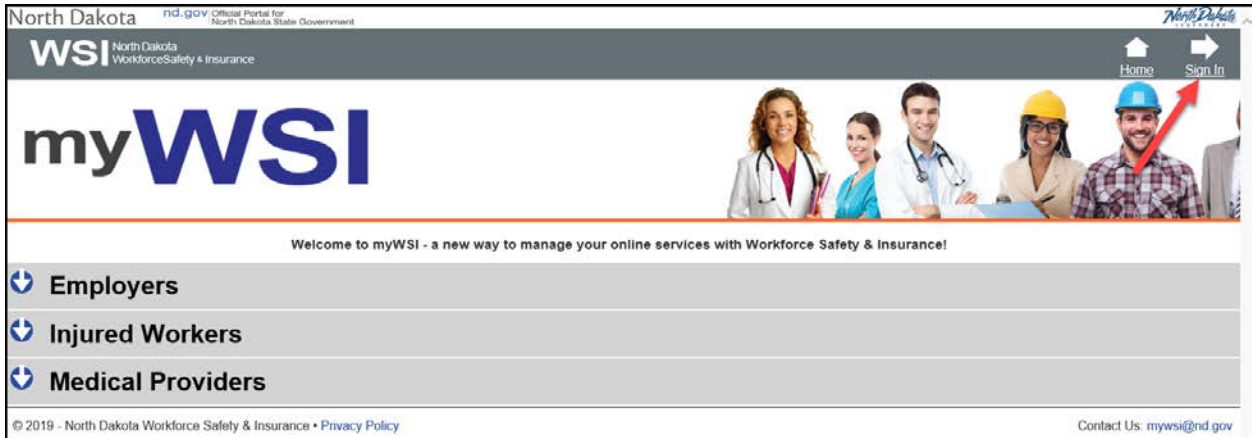 North Dakota
nd.gov Official Portal for
North Dakota State Government
North Dakota
LEGENDARY
WSI North Dakota
WorkforceSafety & Insurance
Home
Sign In
myWSI
Welcome to myWSI - a new way to manage your online services with Workforce Safety & Insurance!
Employers
Injured Workers
Medical Providers
© 2019 - North Dakota Workforce Safety & Insurance • Privacy Policy
Contact Us: mywsi@nd.gov